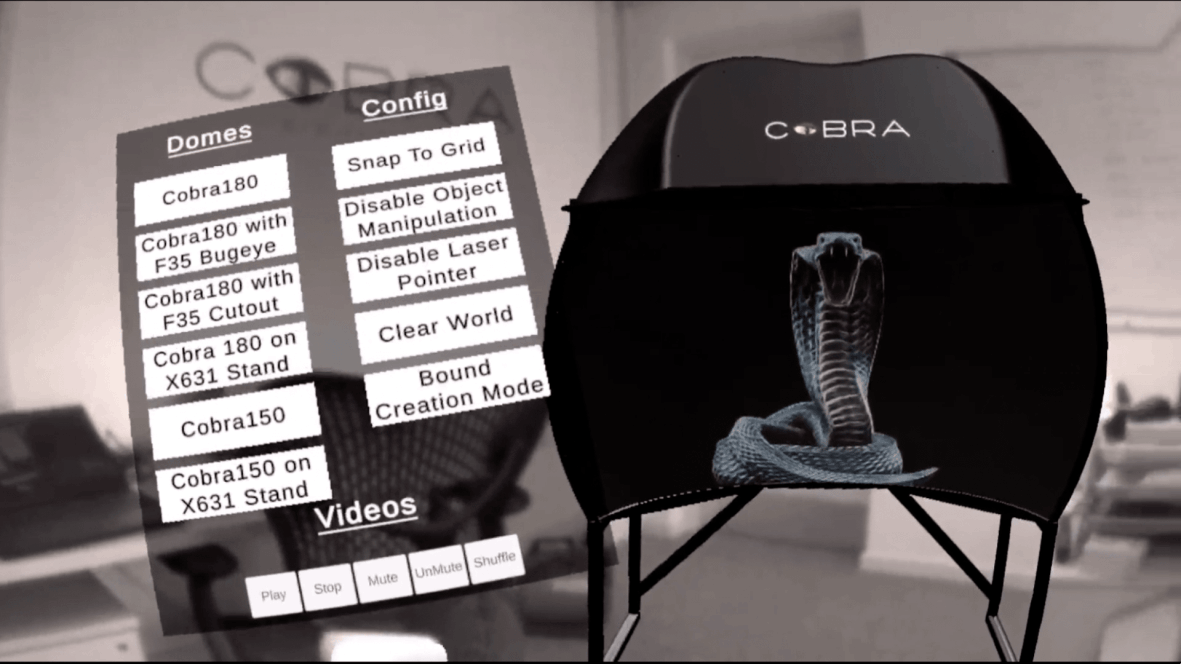 COBRA
Domes
Cobra180
Cobra180 with
F35 Bugeye
Cobra180 with
F35 Cutout
Cobra 180 on
X631 Stand
Cobra150
Cobra150 on
X631 Stand
Config
Snap To Grid
Disable Object
Manipulation
Disable Laser
Pointer
Clear World
Bound
Creation Mode
Videos
Play
Stop
Mute
UnMute
Shuffle
COBRA